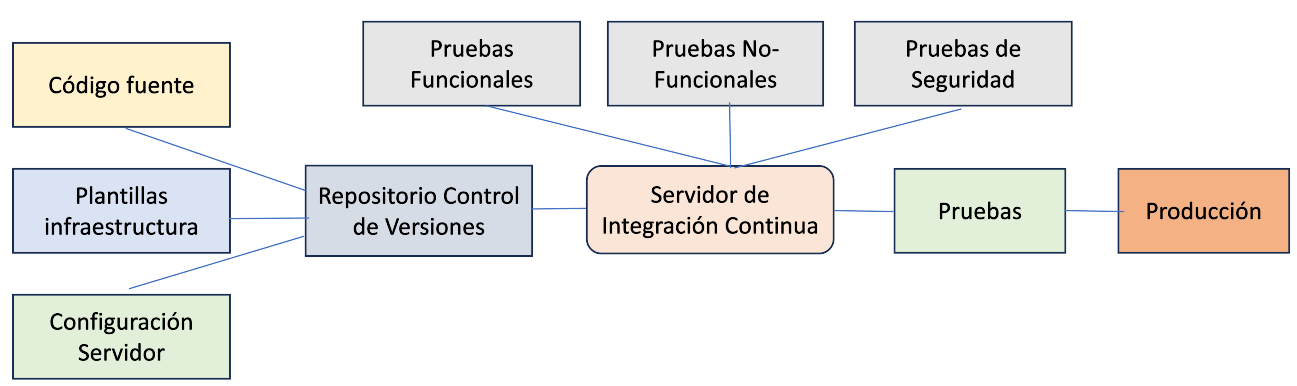 Código fuente
Plantillas
infraestructura
Configuración
Servidor
Repositorio Control
de Versiones
Pruebas
Funcionales
Pruebas No-
Funcionales
Pruebas de
Seguridad
Servidor de
Integración Continua
Pruebas
Producción